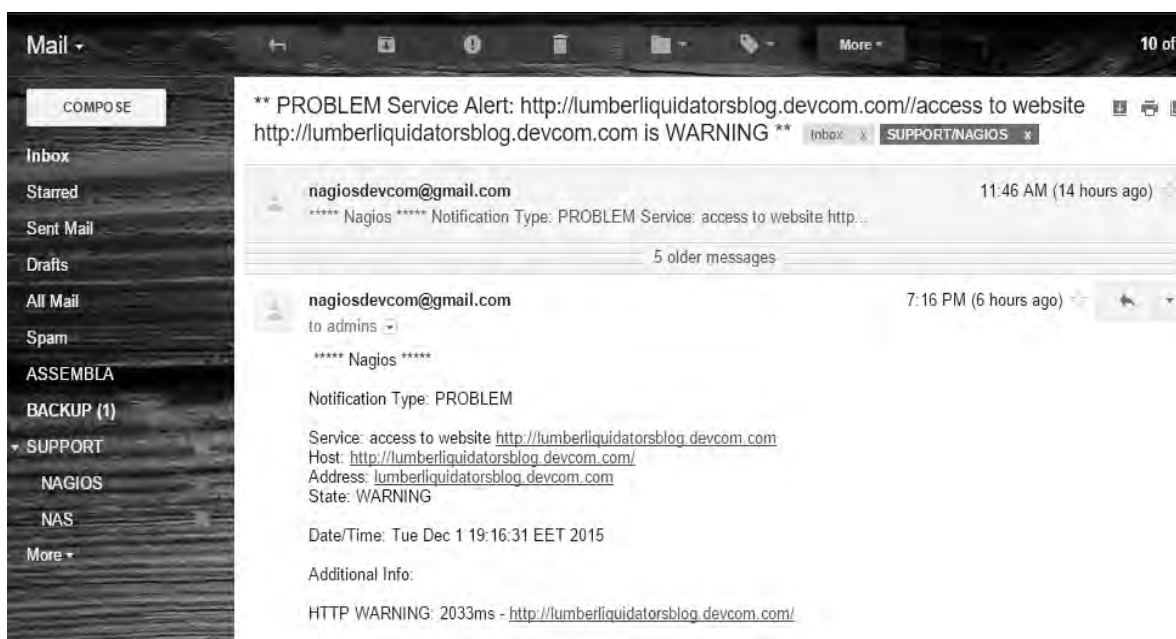 Mail
More
10 of
COMPOSE
** PROBLEM Service Alert: http://lumberliquidatorsblog.devcom.com//access to website
http://lumberliquidatorsblog.devcom.com is WARNING ** Inbox x SUPPORT/NAGIOS x
Inbox
Starred
Sent Mail
Drafts
All Mail
Spam
ASSEMBLA
BACKUP (1)
SUPPORT
NAGIOS
NAS
More
nagiosdevcom@gmail.com 11:46 AM (14 hours ago)
***** Nagios ***** Notification Type: PROBLEM Service: access to website http...
5 older messages
nagiosdevcom@gmail.com 7:16 PM (6 hours ago)
to admins
***** Nagios *****
Notification Type: PROBLEM
Service: access to website http://lumberliquidatorsblog.devcom.com
Host: http://lumberliquidatorsblog.devcom.com/
Address: lumberliquidatorsblog.devcom.com
State: WARNING
Date/Time: Tue Dec 1 19:16:31 EET 2015
Additional Info:
HTTP WARNING: 2033ms - http://lumberliquidatorsblog.devcom.com/